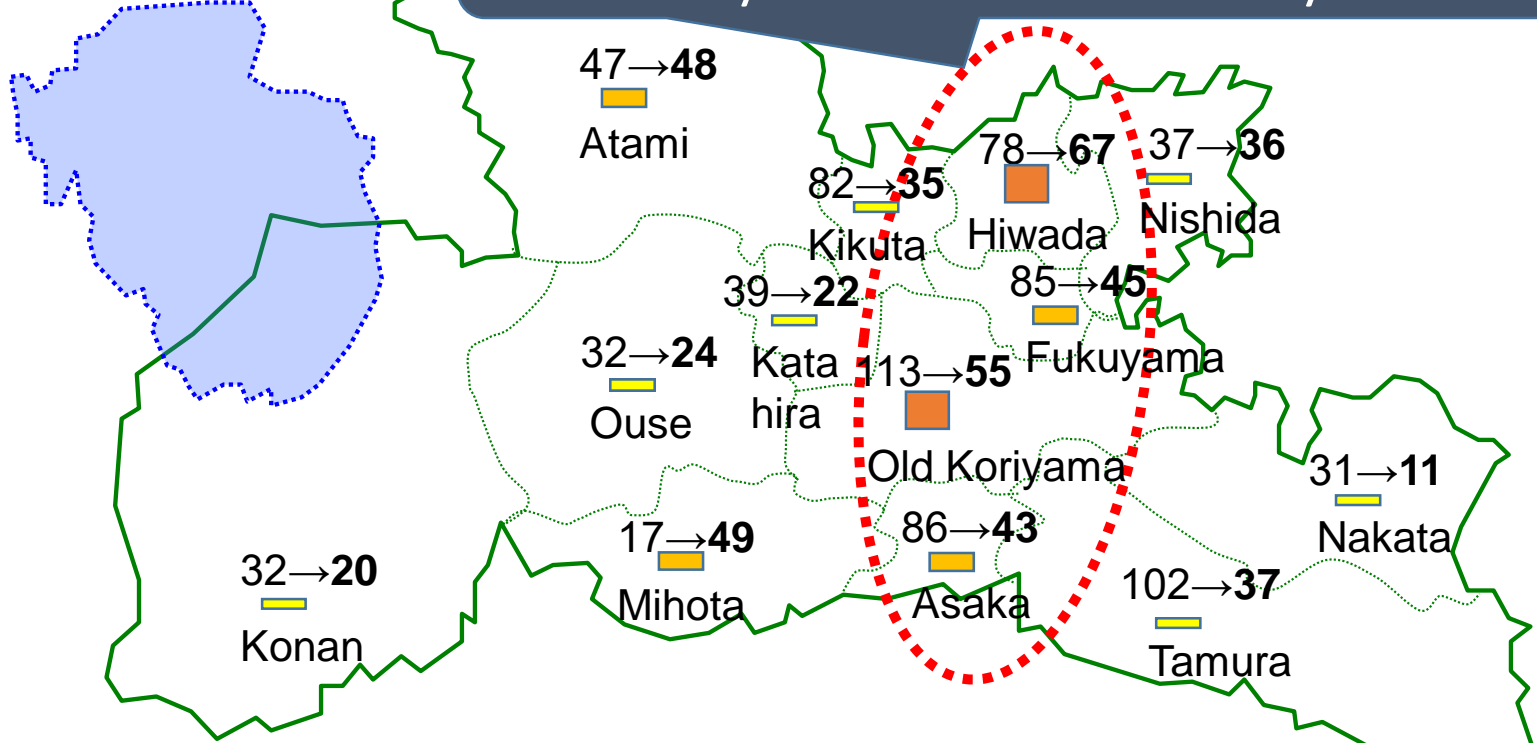 47→48
Atami
78→67
Hiwada
37→36
Nishida
82→35
Kikuta
85→45
Fukuyama
39→22
Kata
hira
32→24
Ouse
113→55
Old Koriyama
31→11
Nakata
17→49
Mihota
86→43
Asaka
102→37
Tamura
32→20
Konan